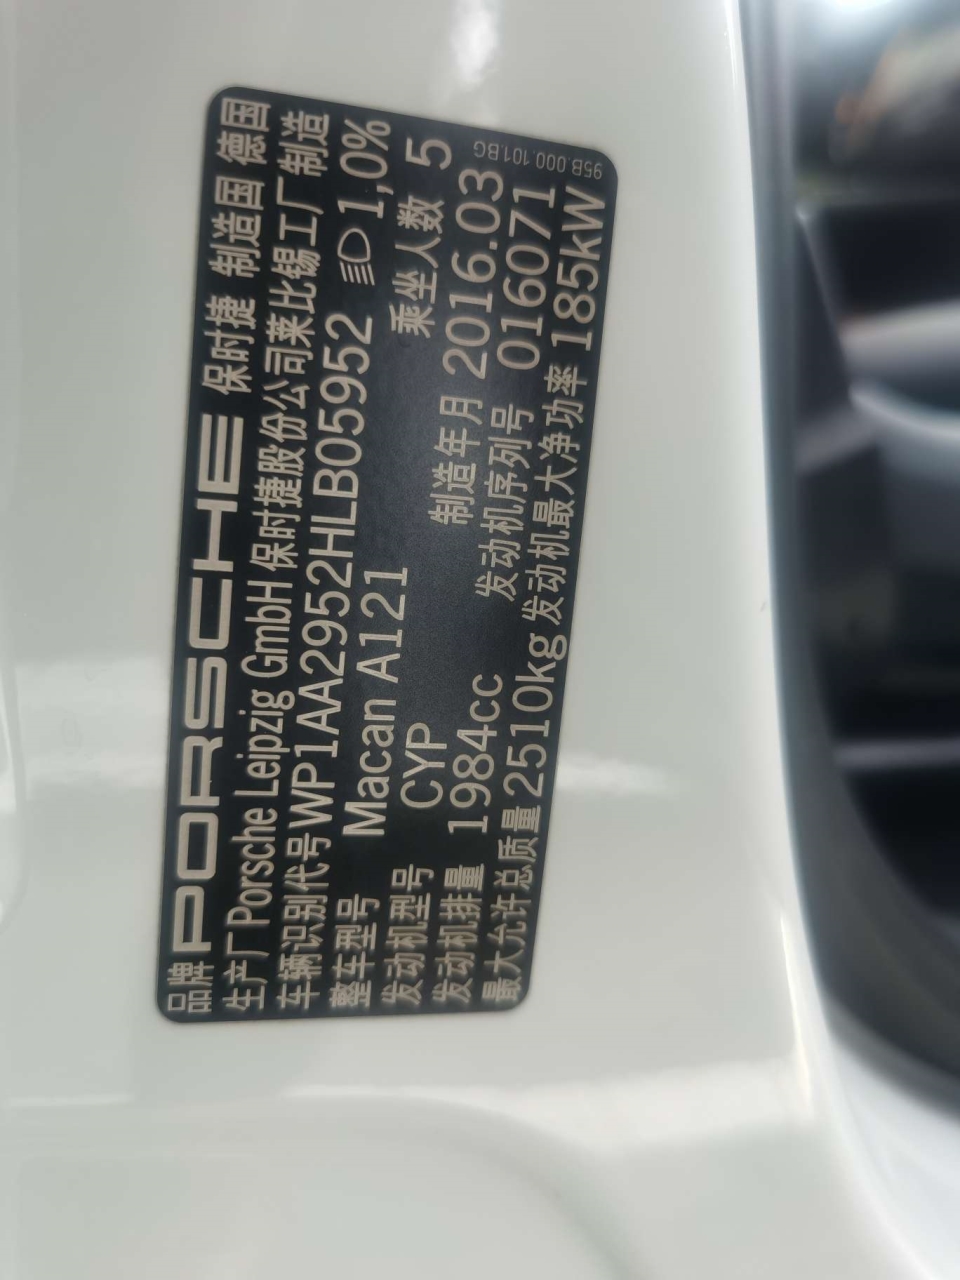 品牌 PORSCHE 保时捷 制造国 德国
生产厂 Porsche Leipzig GmbH 保时捷股份公司莱比锡工厂制造
车辆识别代号 WP1AA2952HLB05952 1,0%
整车型号 Macan A121 乘坐人数 5
发动机型号 CYP 制造年月 2016.03
发动机排量 1984cc 发动机序列号 016071
最大允许总质量 2510kg 发动机最大净功率 185kW
95B.000.101.BG